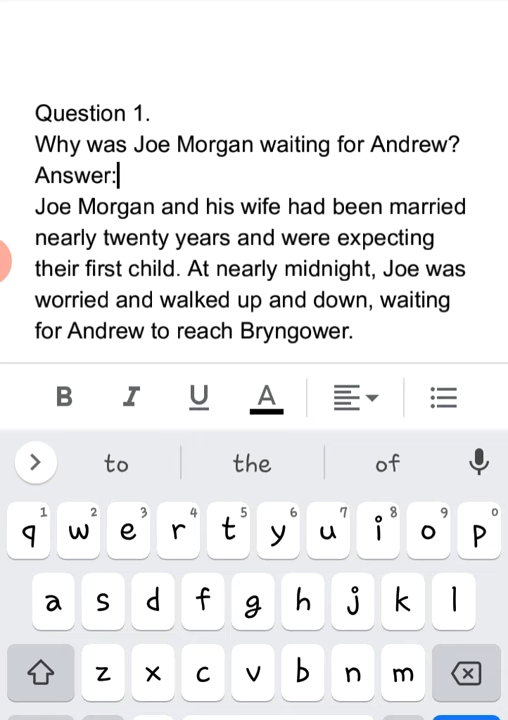 Question 1.
Why was Joe Morgan waiting for Andrew?
Answer:
Joe Morgan and his wife had been married
nearly twenty years and were expecting
their first child. At nearly midnight, Joe was
worried and walked up and down, waiting
for Andrew to reach Bryngower.
B I U A
to the of
1 2 3 4 5 6 7 8 9 0
q w e r t y u i o p
a s d f g h j k l
z x c v b n m